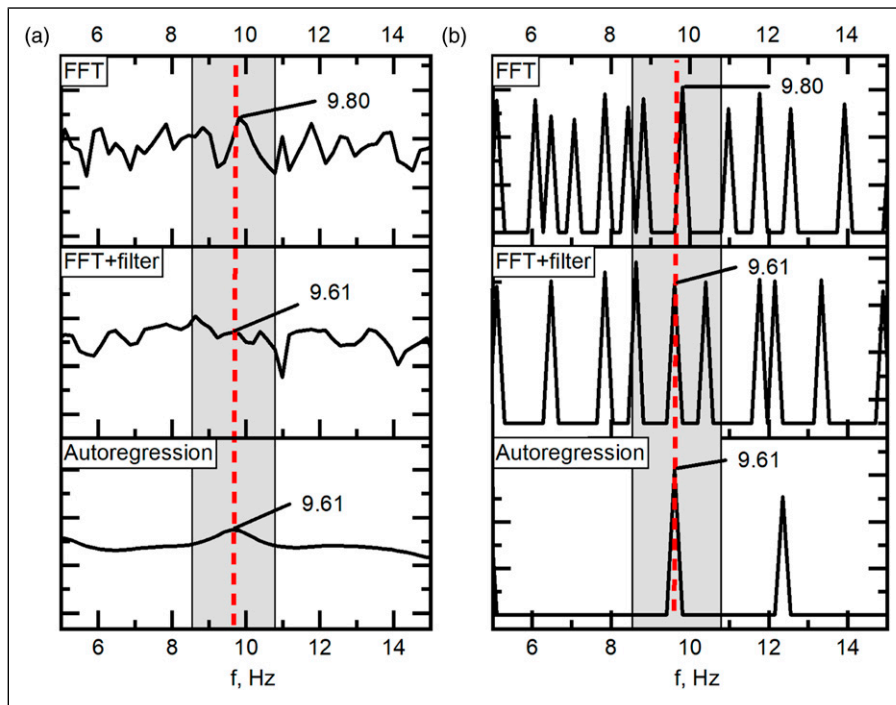 (a)
6 8 10 12 14
FFT
9.80
FFT+filter
9.61
Autoregression
9.61
6 8 10 12 14
f, Hz
(b)
6 8 10 12 14
FFT
9.80
FFT+filter
9.61
Autoregression
9.61
6 8 10 12 14
f, Hz